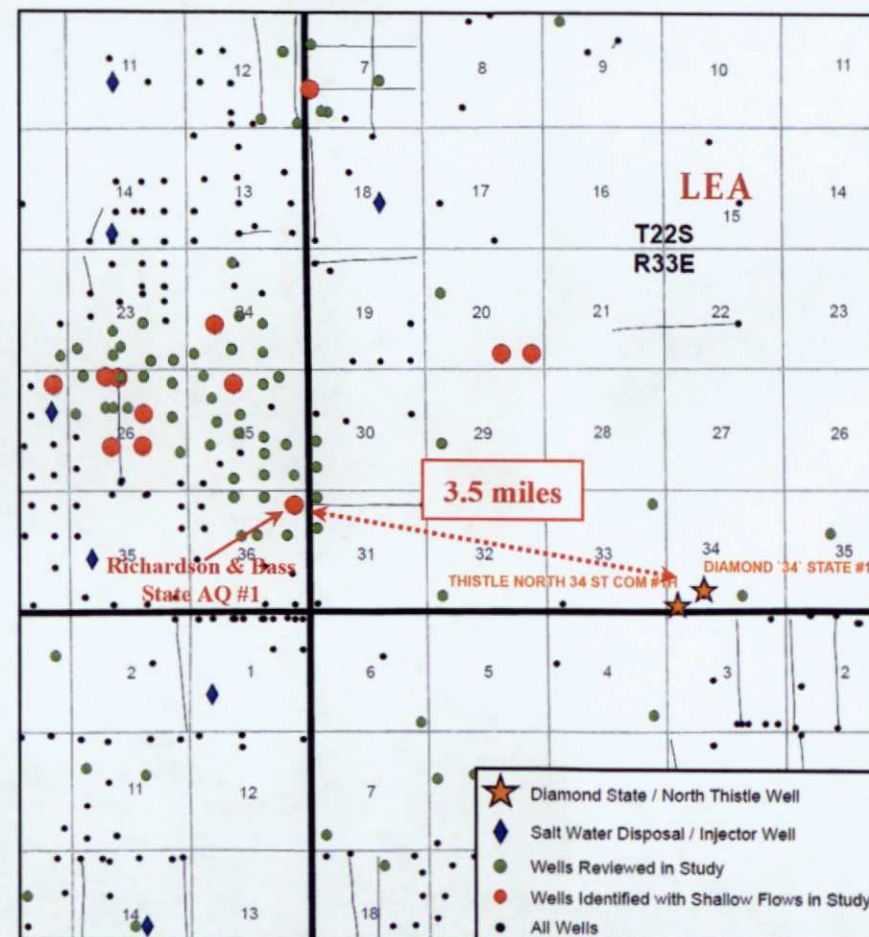 11 12 7 8 9 10 11
14 13 18 17 16 LEA 14
15
T22S
R33E
23 24 19 20 21 22 23
26 25 30 29 28 27 26
3.5 miles
35 36 31 32 33 34 35
Richardson & Bass
State AQ #1
DIAMOND '34' STATE #1
THISTLE NORTH 34 ST COM #1H
2 1 6 5 4 3 2
11 12 7
14 13 18
Diamond State / North Thistle Well
Salt Water Disposal / Injector Well
Wells Reviewed in Study
Wells Identified with Shallow Flows in Study
All Wells